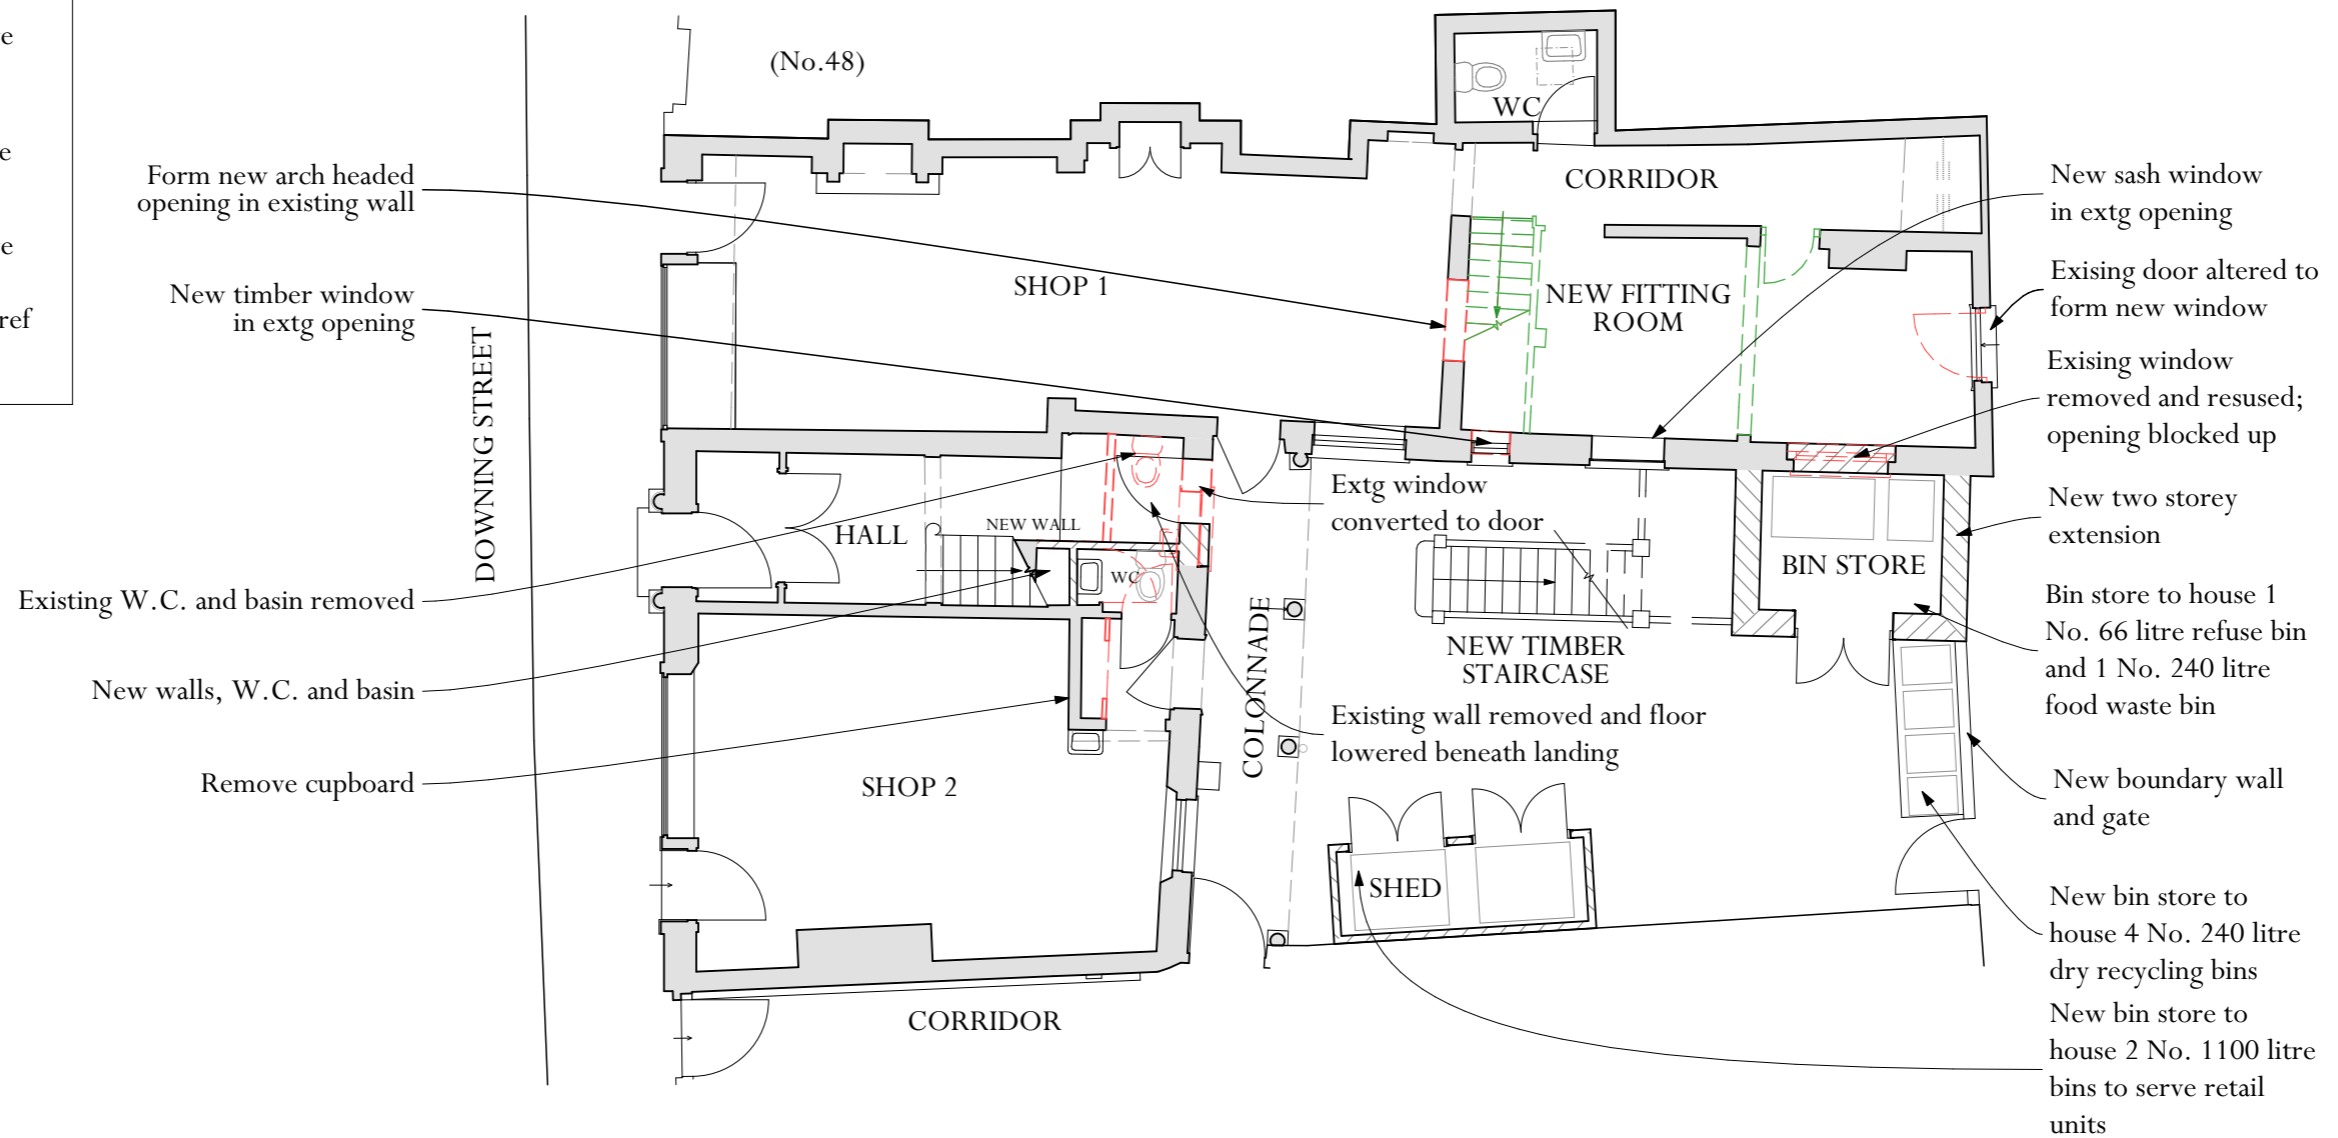 e
e
e
ref
(No.48)
WC
Form new arch headed
opening in existing wall
CORRIDOR
New sash window
in extg opening
New timber window
in extg opening
SHOP 1
NEW FITTING
ROOM
Exising door altered to
form new window
DOWNING STREET
Exising window
removed and resused;
opening blocked up
Extg window
converted to door
New two storey
extension
HALL
NEW WALL
WC
BIN STORE
Existing W.C. and basin removed
COLONNADE
NEW TIMBER
STAIRCASE
Bin store to house 1
No. 66 litre refuse bin
and 1 No. 240 litre
food waste bin
New walls, W.C. and basin
Existing wall removed and floor
lowered beneath landing
Remove cupboard
SHOP 2
New boundary wall
and gate
SHED
New bin store to
house 4 No. 240 litre
dry recycling bins
CORRIDOR
New bin store to
house 2 No. 1100 litre
bins to serve retail
units